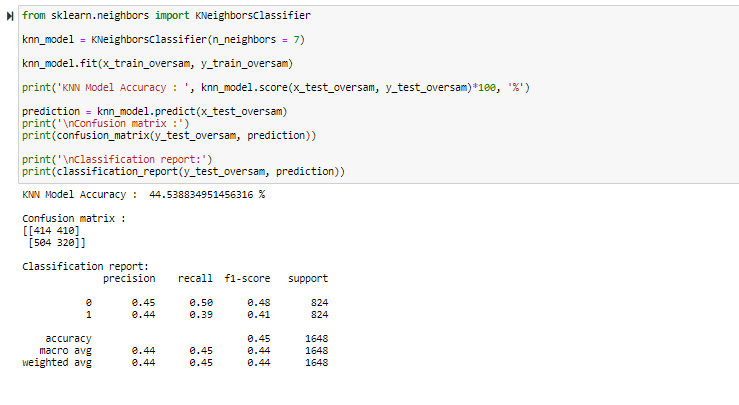 from sklearn.neighbors import KNeighborsClassifier
knn_model = KNeighborsClassifier(n_neighbors = 7)
knn_model.fit(x_train_oversam, y_train_oversam)
print('KNN Model Accuracy : ', knn_model.score(x_test_oversam, y_test_oversam)*100, '%')
prediction = knn_model.predict(x_test_oversam)
print('\nConfusion matrix :')
print(confusion_matrix(y_test_oversam, prediction))
print('\nClassification report:')
print(classification_report(y_test_oversam, prediction))
KNN Model Accuracy :  44.538834951456316 %
Confusion matrix :
[[414 410]
 [504 320]]
Classification report:
              precision    recall  f1-score   support
           0       0.45      0.50      0.48       824
           1       0.44      0.39      0.41       824
    accuracy                           0.45      1648
   macro avg       0.44      0.45      0.44      1648
weighted avg       0.44      0.45      0.44      1648